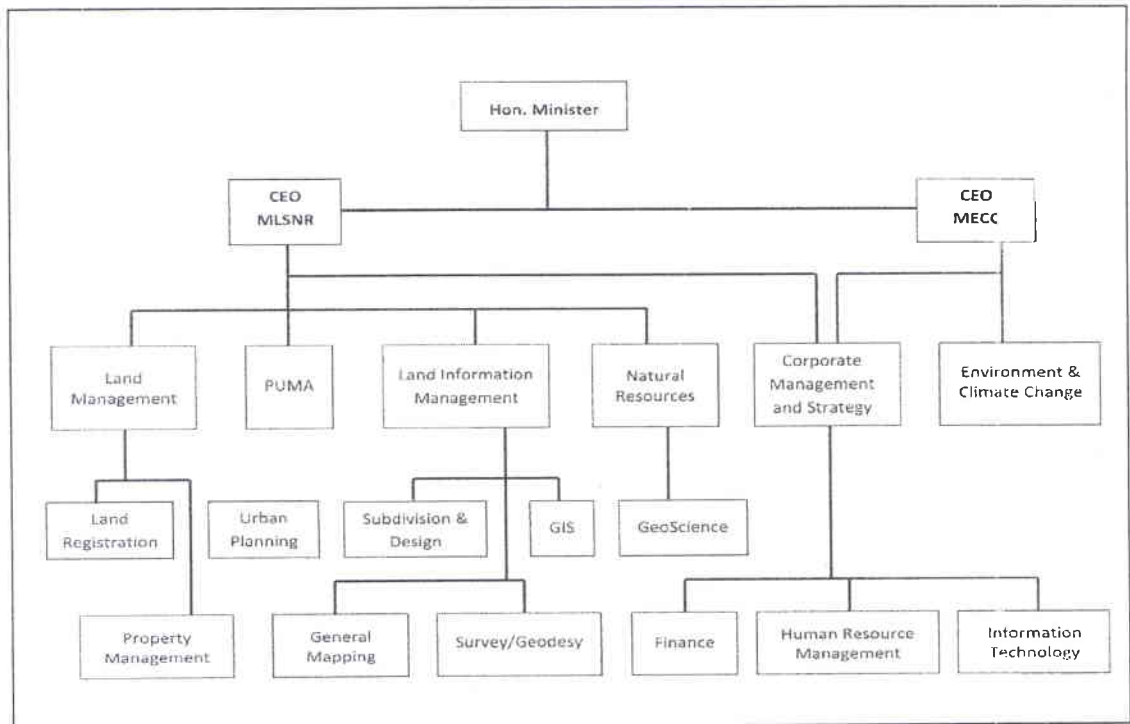 Hon. Minister
CEO
MLSNR
CEO
MECC
Land
Management
PUMA
Land Information
Management
Natural
Resources
Corporate
Management
and Strategy
Environment &
Climate Change
Land
Registration
Urban
Planning
Subdivision &
Design
GIS
GeoScience
Property
Management
General
Mapping
Survey/Geodesy
Finance
Human Resource
Management
Information
Technology